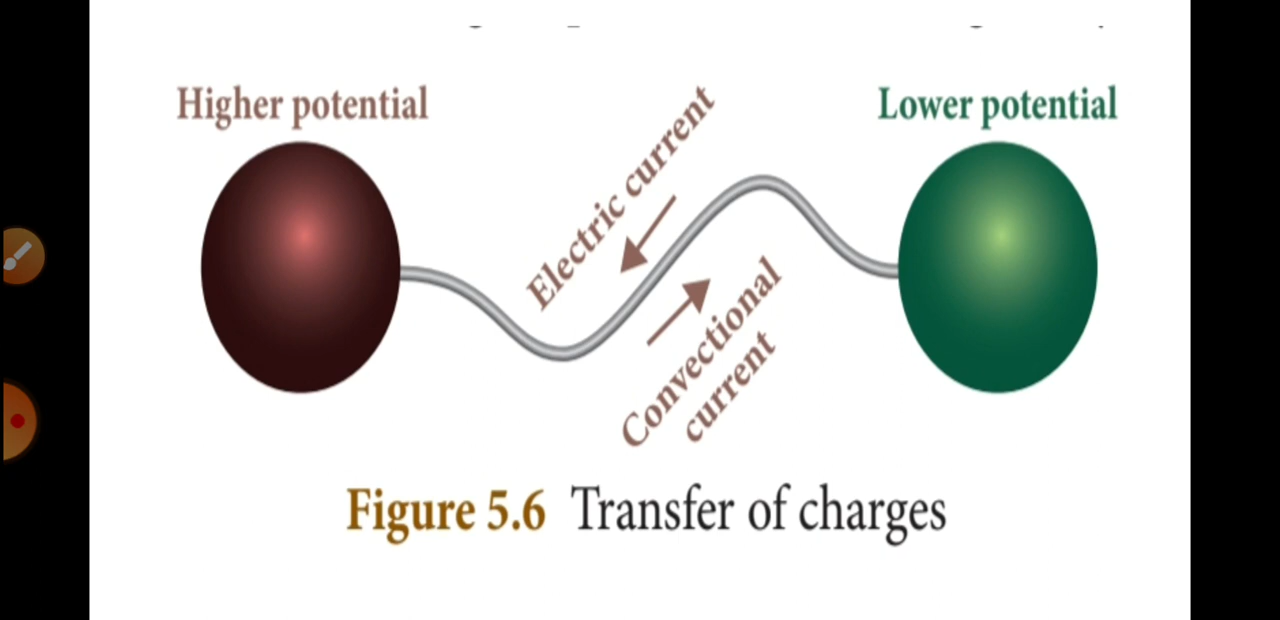 Higher potential
Lower potential
Electric current
Convectional
current
Figure 5.6 Transfer of charges